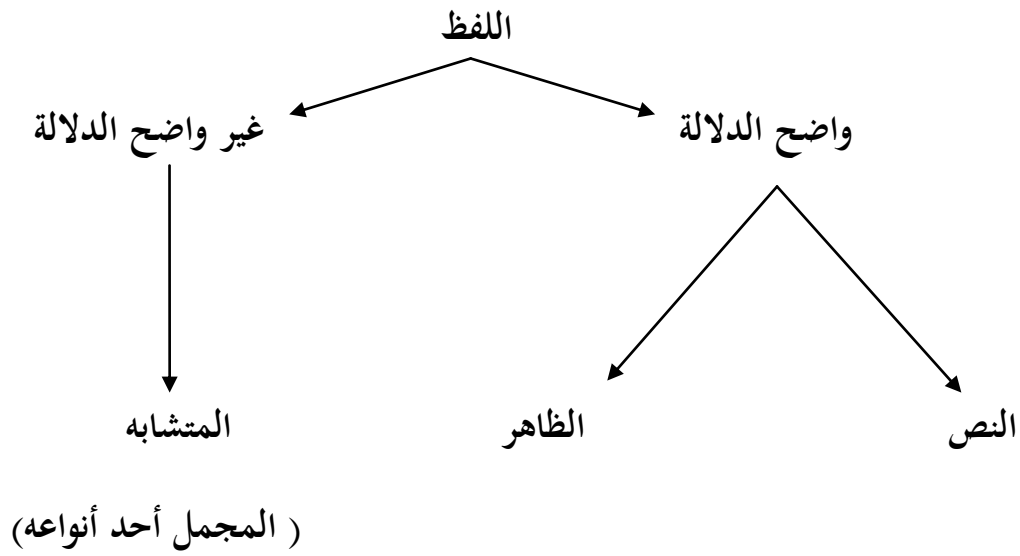 اللفظ
واضح الدلالة
غير واضح الدلالة
النص
الظاهر
المتشابه
( المجمل أحد أنواعه)